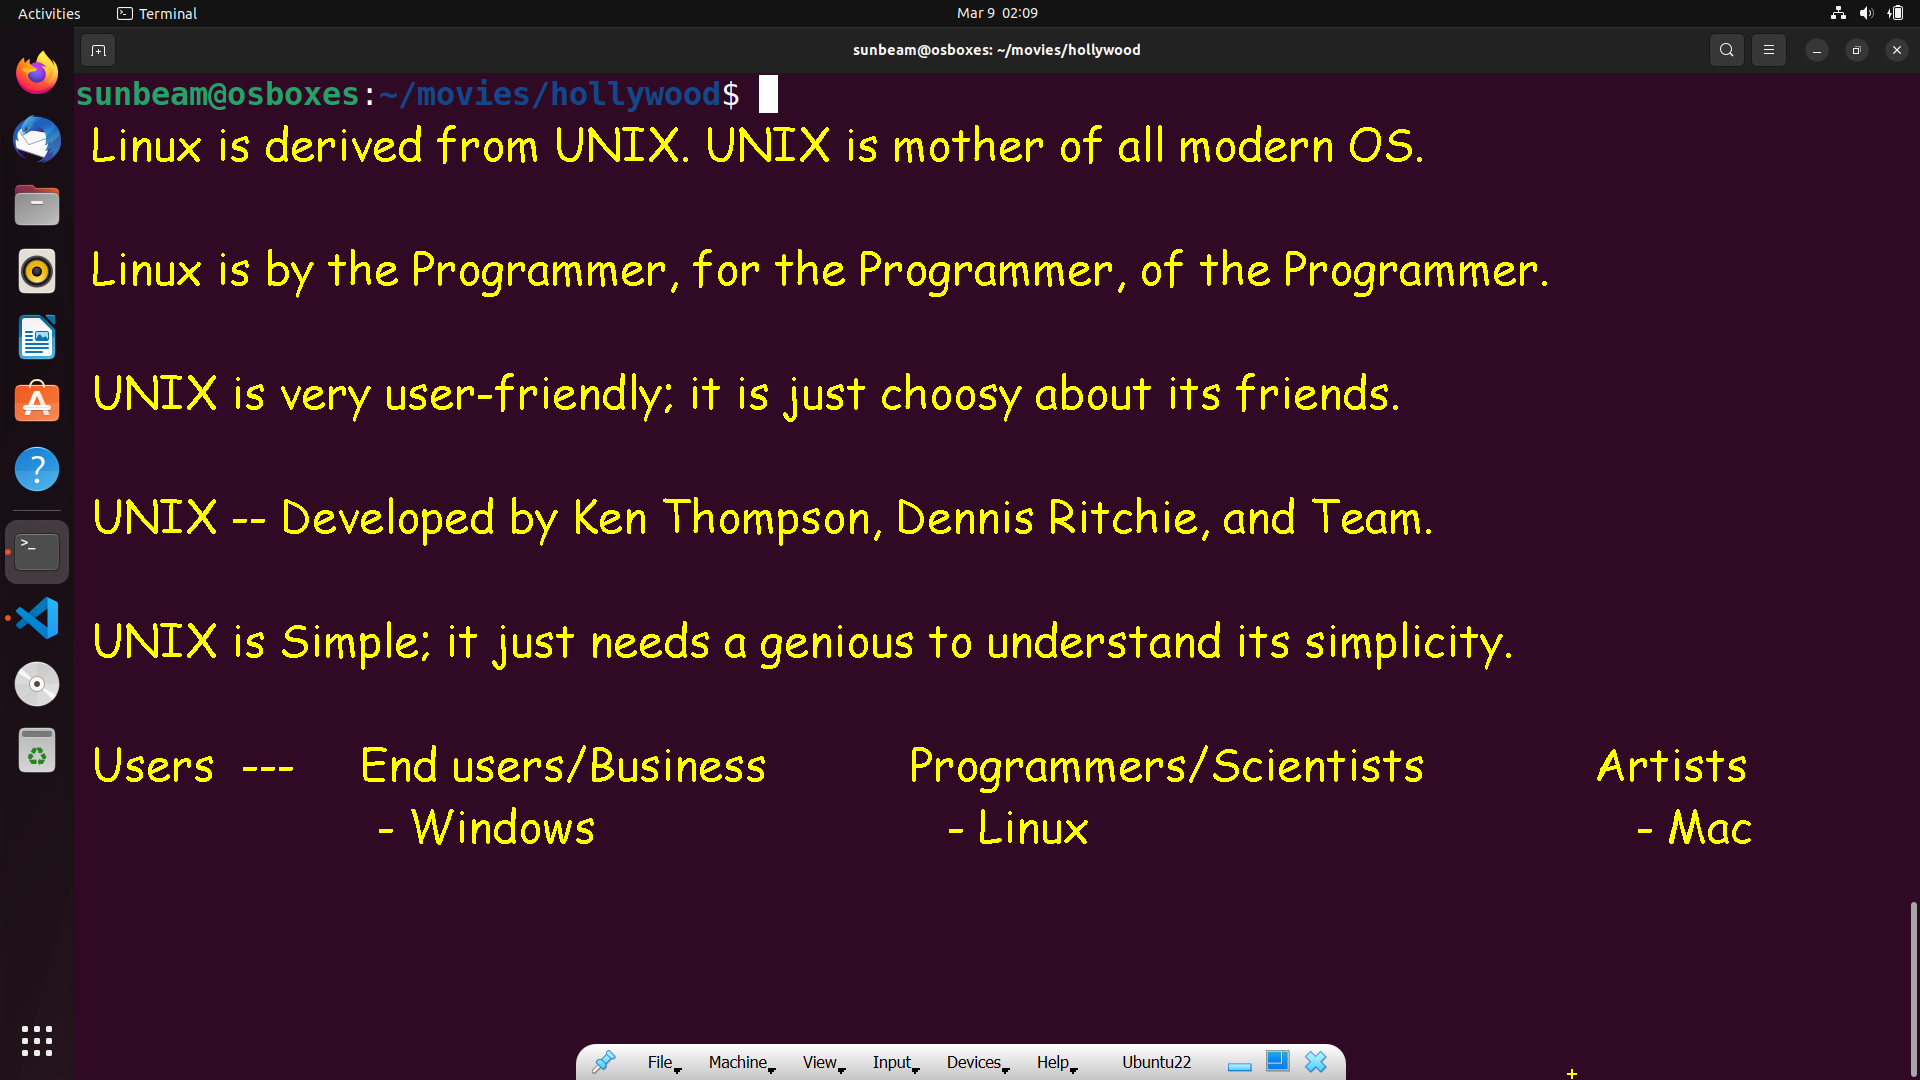 Activities Terminal Mar 9 02:09
sunbeam@osboxes: ~/movies/hollywood
sunbeam@osboxes:~/movies/hollywood$
Linux is derived from UNIX. UNIX is mother of all modern OS.
Linux is by the Programmer, for the Programmer, of the Programmer.
UNIX is very user-friendly; it is just choosy about its friends.
UNIX -- Developed by Ken Thompson, Dennis Ritchie, and Team.
UNIX is Simple; it just needs a genious to understand its simplicity.
Users --- End users/Business Programmers/Scientists Artists
- Windows - Linux - Mac
File Machine View Input Devices Help Ubuntu22